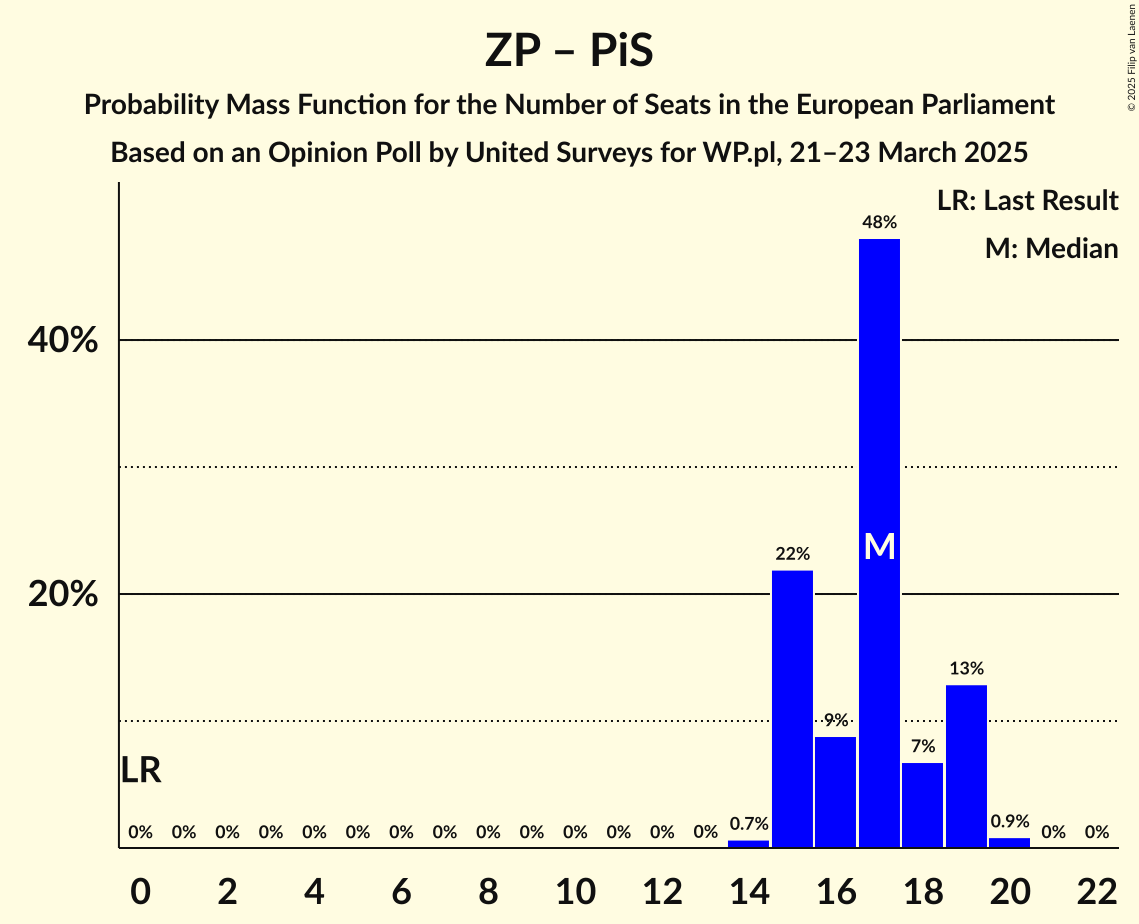 ZP – PiS
Probability Mass Function for the Number of Seats in the European Parliament
Based on an Opinion Poll by United Surveys for WP.pl, 21–23 March 2025
© 2025 Filip van Laenen
LR: Last Result
M: Median
40%
20%
48%
M
22%
13%
9%
7%
LR
0% 0% 0% 0% 0% 0% 0% 0% 0% 0% 0% 0% 0% 0% 0.7% 0.9% 0% 0%
0 2 4 6 8 10 12 14 16 18 20 22